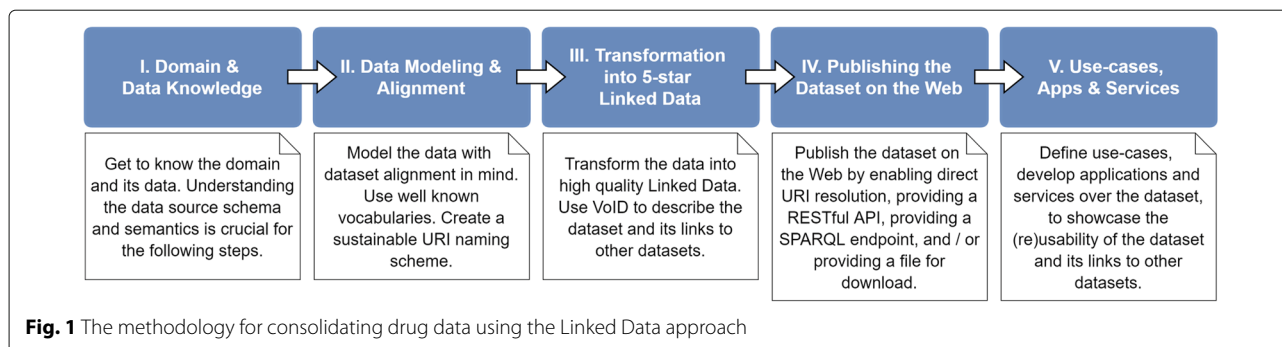 I. Domain &
Data Knowledge
II. Data Modeling &
Alignment
III. Transformation
into 5-star
Linked Data
IV. Publishing the
Dataset on the Web
V. Use-cases,
Apps & Services
Get to know the domain
and its data. Understanding
the data source schema
and semantics is crucial for
the following steps.
Model the data with
dataset alignment in mind.
Use well known
vocabularies. Create a
sustainable URI naming
scheme.
Transform the data into
high quality Linked Data.
Use VoID to describe the
dataset and its links to
other datasets.
Publish the dataset on
the Web by enabling direct
URI resolution, providing a
RESTful API, providing a
SPARQL endpoint, and / or
providing a file for
download.
Define use-cases,
develop applications and
services over the dataset,
to showcase the
(re)usability of the dataset
and its links to other
datasets.
Fig. 1 The methodology for consolidating drug data using the Linked Data approach